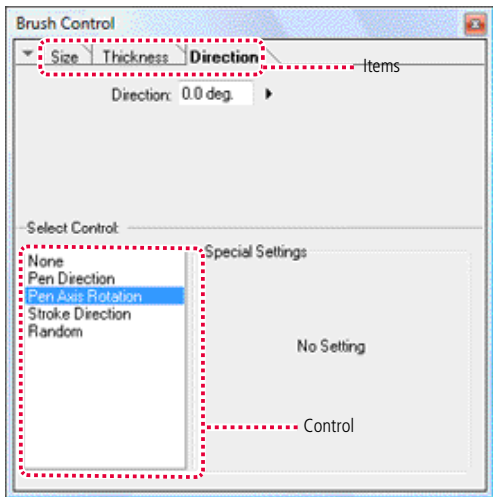 Brush Control
Size Thickness Direction
Items
Direction: 0.0 deg.
Select Control:
Special Settings
None
Pen Direction
Pen Axis Rotation
Stroke Direction
Random
No Setting
Control